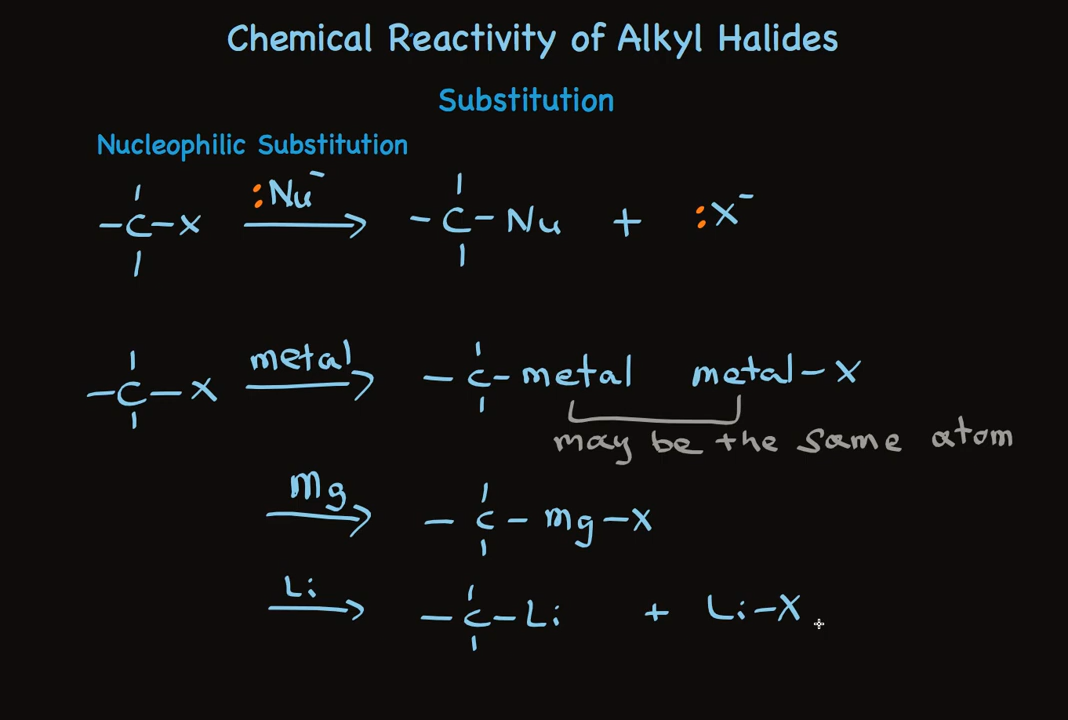 Chemical Reactivity of Alkyl Halides
Substitution
Nucleophilic Substitution
-C-X :Nu⁻ → -C-Nu + :X⁻
-C-X metal → -C-metal metal-X
may be the same atom
Mg → -C-Mg-X
Li → -C-Li + Li-X